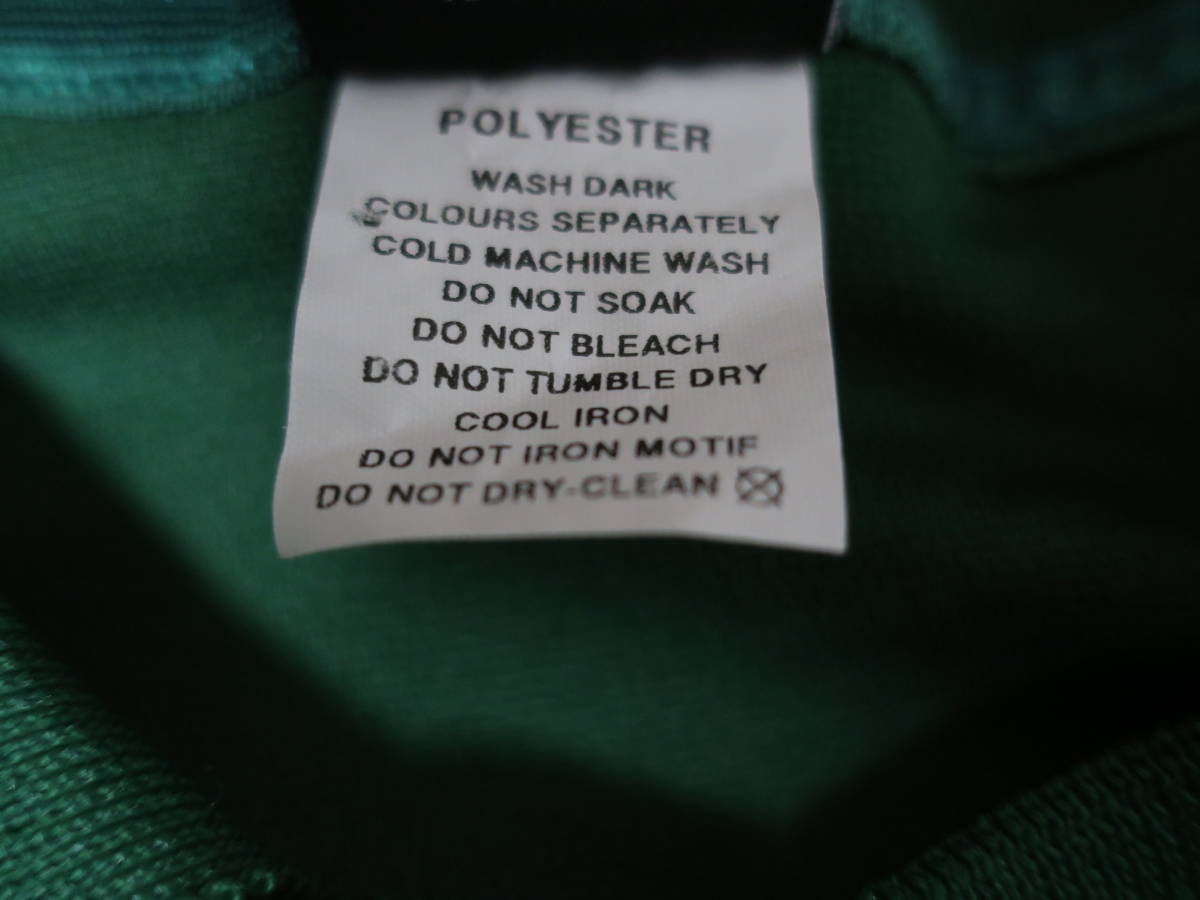 POLYESTER
WASH DARK
COLOURS SEPARATELY
COLD MACHINE WASH
DO NOT SOAK
DO NOT BLEACH
DO NOT TUMBLE DRY
COOL IRON
DO NOT IRON MOTIF
DO NOT DRY-CLEAN